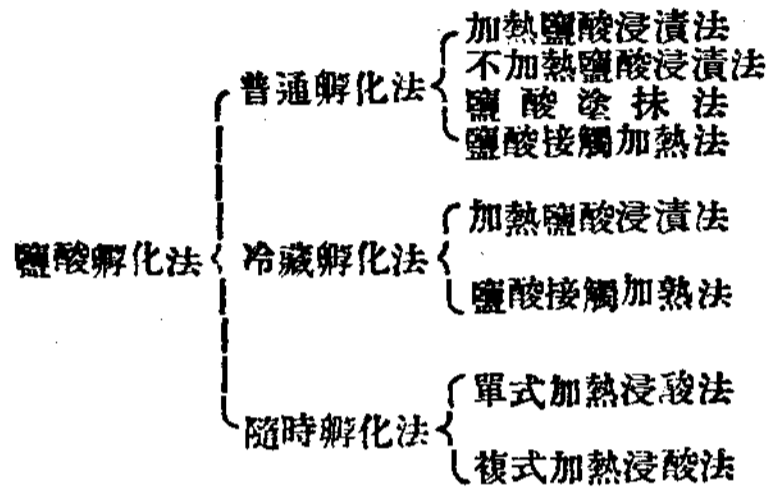 鹽酸孵化法
普通孵化法
加熱鹽酸浸漬法
不加熱鹽酸浸漬法
鹽酸塗抹法
鹽酸接觸加熱法
冷藏孵化法
加熱鹽酸浸漬法
鹽酸接觸加熱法
隨時孵化法
單式加熱浸酸法
複式加熱浸酸法